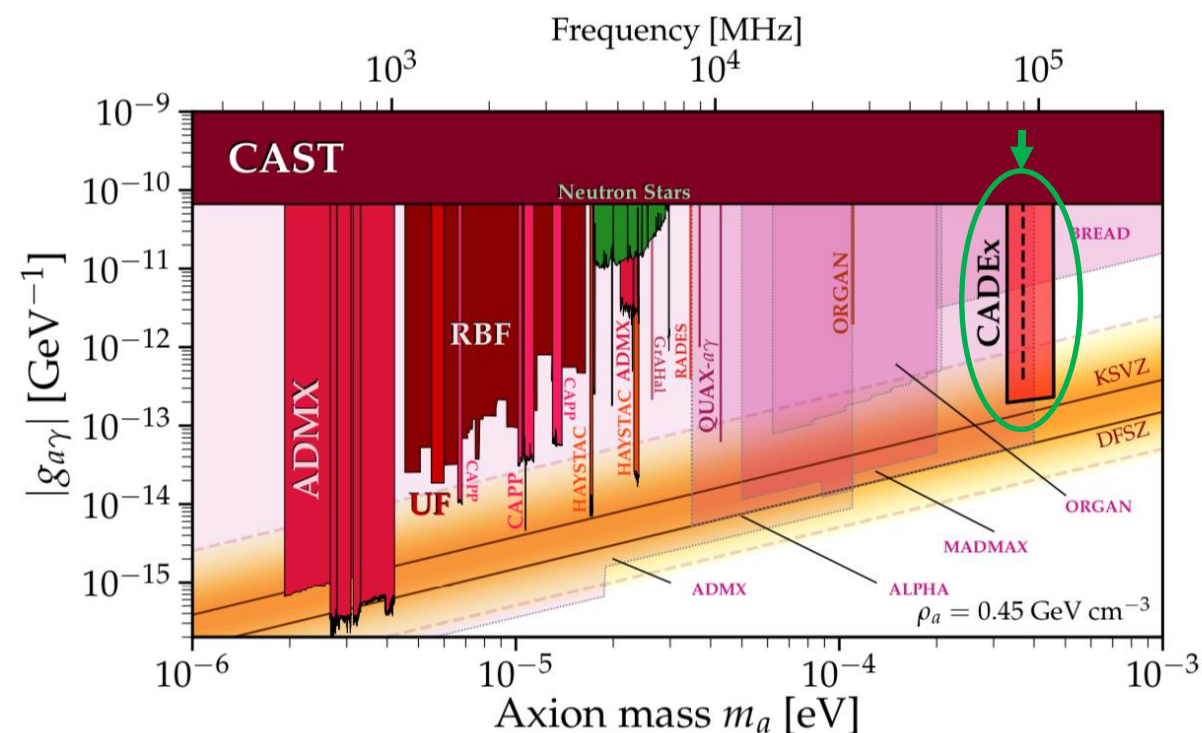 Frequency [MHz]
10³ 10⁴ 10⁵
10⁻⁹
CAST
10⁻¹⁰
Neutron Stars
BREAD
10⁻¹¹
ORGAN
CADEx
RBF
10⁻¹²
HAYSTAC ADMX
GrAHal
RADES
QUAX-aγ
KSVZ
ADMX
CAPP
10⁻¹³
DFSZ
CAPP
CAPP
HAYSTAC
10⁻¹⁴
UF
ORGAN
MADMAX
10⁻¹⁵
ADMX
ALPHA
ρₐ = 0.45 GeV cm⁻³
|gₐᵧ| [GeV⁻¹]
10⁻⁶ 10⁻⁵ 10⁻⁴ 10⁻³
Axion mass mₐ [eV]